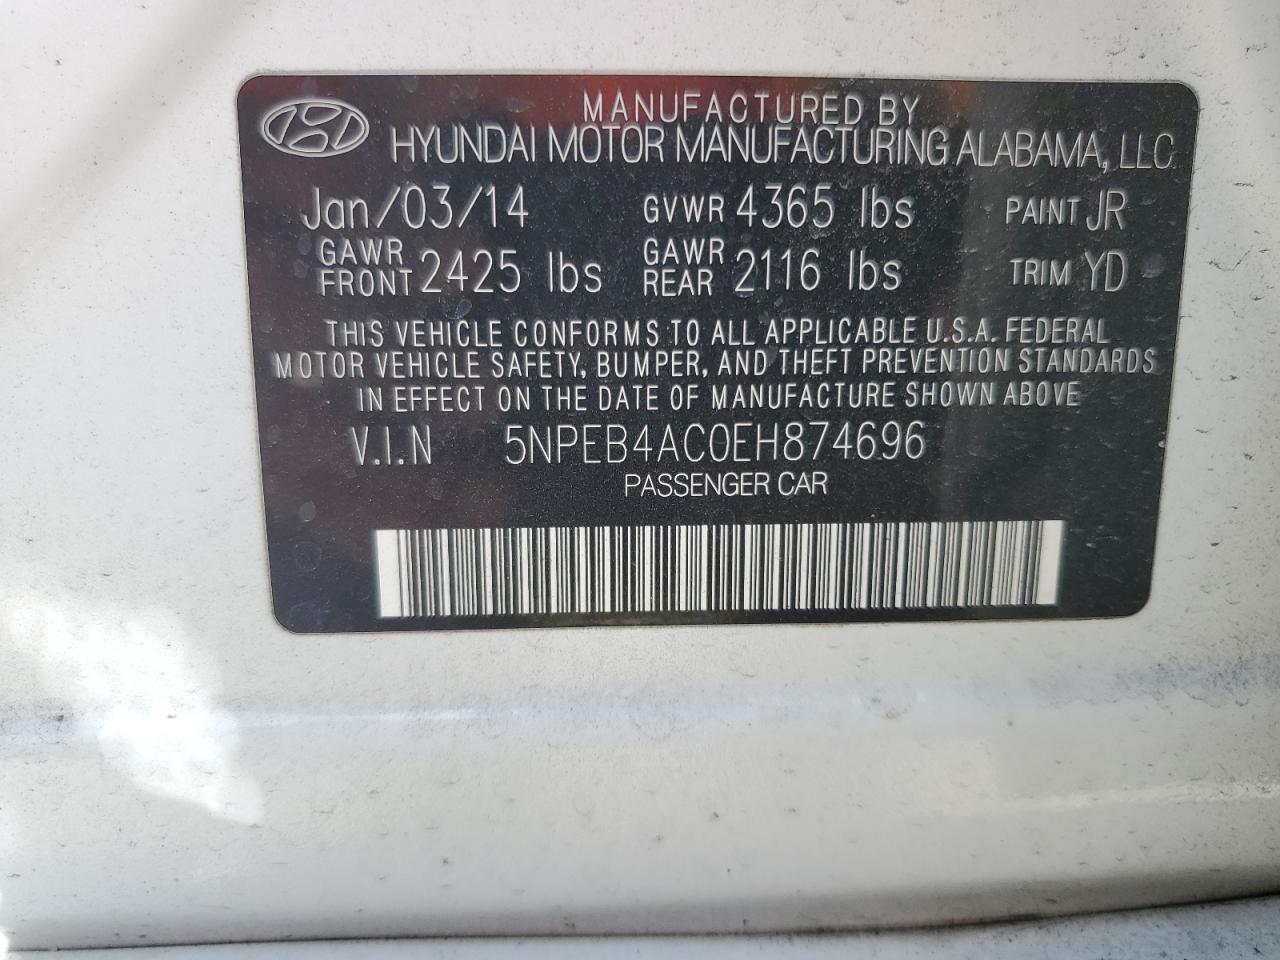 MANUFACTURED BY
HYUNDAI MOTOR MANUFACTURING ALABAMA, LLC
Jan/03/14 GVWR 4365 lbs PAINT JR
GAWR FRONT 2425 lbs GAWR REAR 2116 lbs TRIM YD
THIS VEHICLE CONFORMS TO ALL APPLICABLE U.S.A. FEDERAL
MOTOR VEHICLE SAFETY, BUMPER, AND THEFT PREVENTION STANDARDS
IN EFFECT ON THE DATE OF MANUFACTURE SHOWN ABOVE
V.I.N 5NPEB4AC0EH874696
PASSENGER CAR